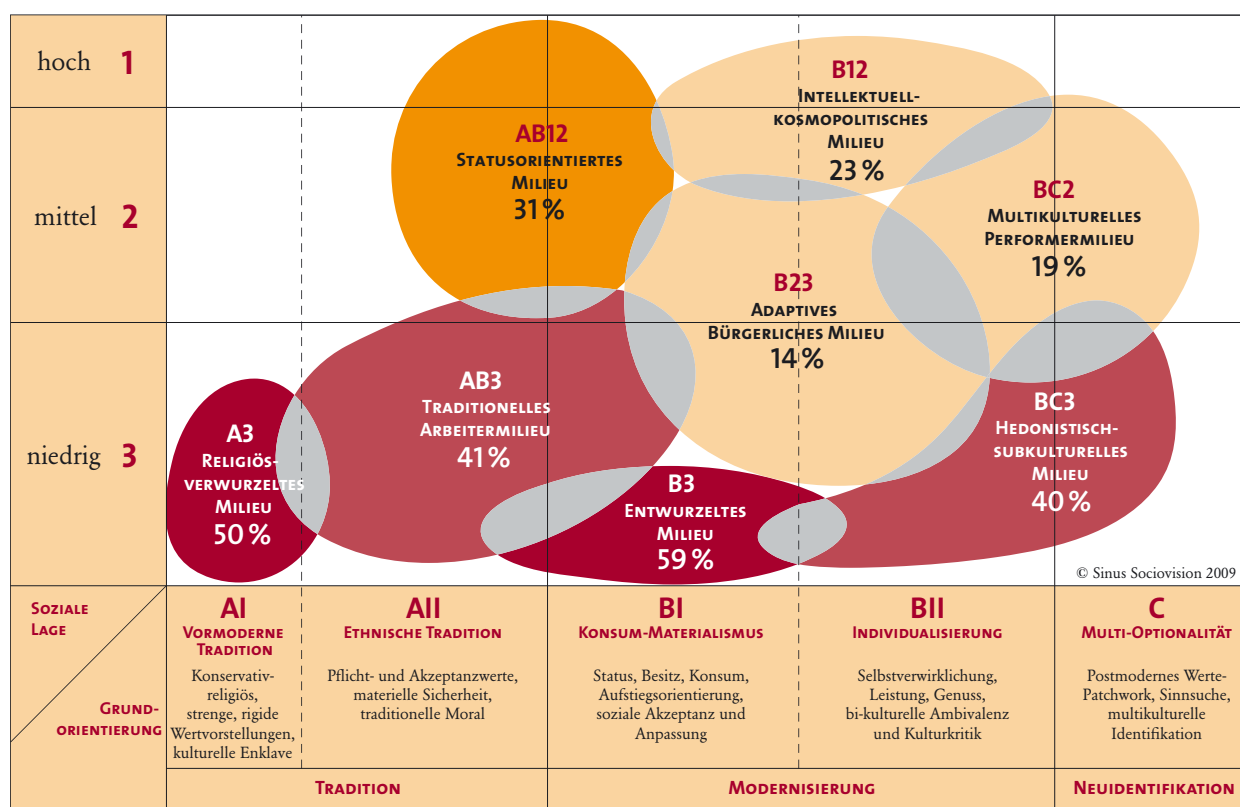 hoch 1
mittel 2
niedrig 3
AB12
Statusorientiertes
Milieu
31 %
B12
Intellektuell-
kosmopolitisches
Milieu
23 %
BC2
Multikulturelles
Performermilieu
19 %
B23
Adaptives
Bürgerliches Milieu
14 %
AB3
Traditionelles
Arbeitermilieu
41 %
A3
Religiös-
verwurzeltes
Milieu
50 %
B3
Entwurzeltes
Milieu
59 %
BC3
Hedonistisch-
subkulturelles
Milieu
40 %
© Sinus Sociovision 2009
Soziale
Lage
Grund-
orientierung
AI
Vormoderne
Tradition
Konservativ-
religiös,
strenge, rigide
Wertvorstellungen,
kulturelle Enklave
AII
Ethnische Tradition
Pflicht- und Akzeptanzwerte,
materielle Sicherheit,
traditionelle Moral
BI
Konsum-Materialismus
Status, Besitz, Konsum,
Aufstiegsorientierung,
soziale Akzeptanz und
Anpassung
BII
Individualisierung
Selbstverwirklichung,
Leistung, Genuss,
bi-kulturelle Ambivalenz
und Kulturkritik
C
Multi-Optionalität
Postmodernes Werte-
Patchwork, Sinnsuche,
multikulturelle
Identifikation
Tradition
Modernisierung
Neuidentifikation